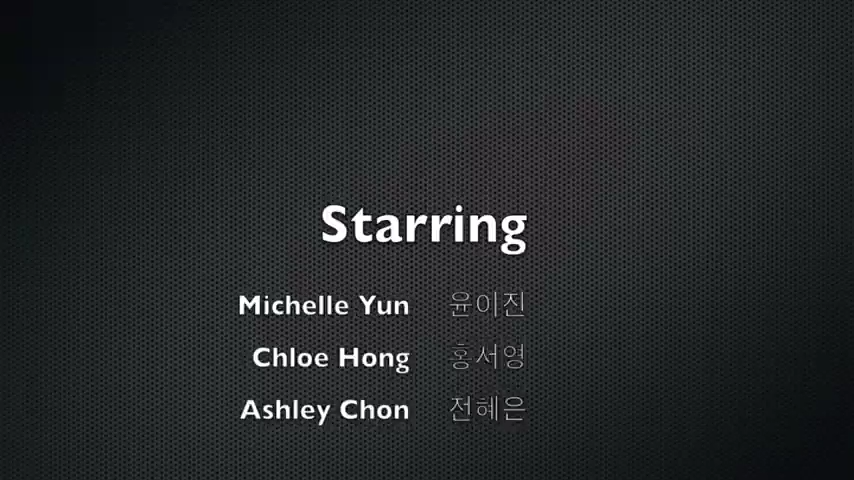 Starring
Michelle Yun 윤이진
Chloe Hong 홍서영
Ashley Chon 전혜은